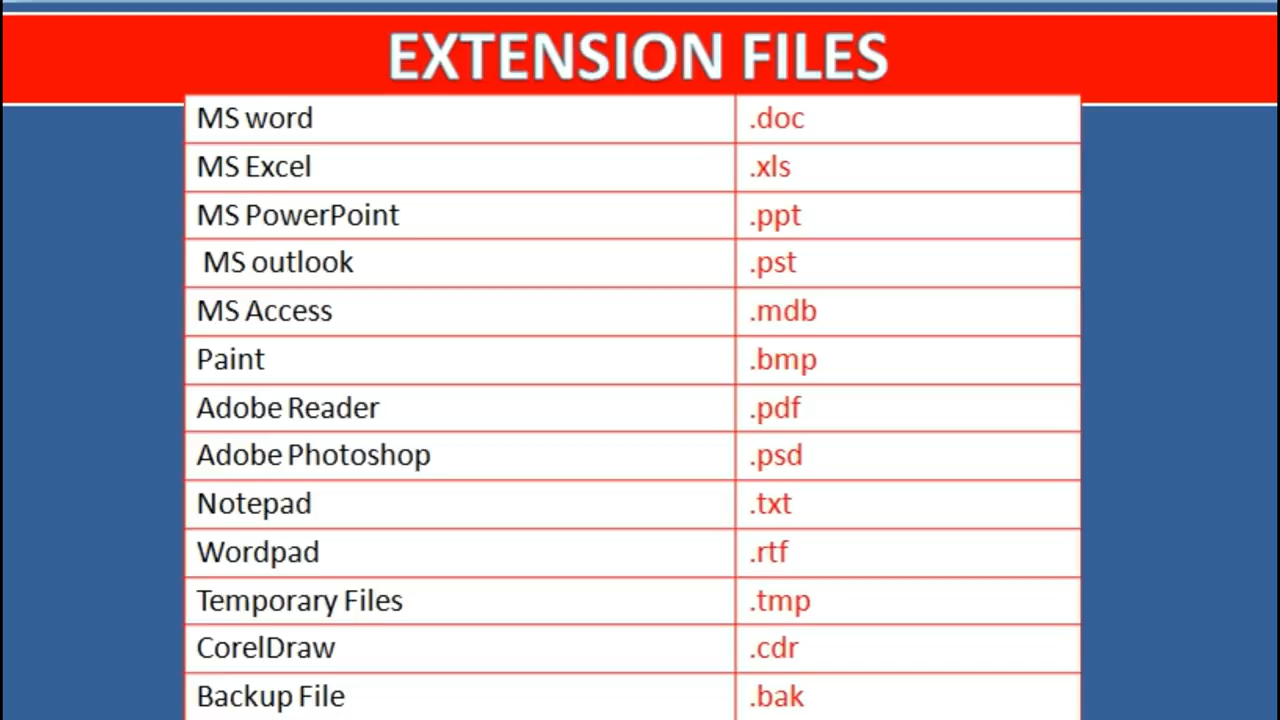 EXTENSION FILES
MS word .doc
MS Excel .xls
MS PowerPoint .ppt
MS outlook .pst
MS Access .mdb
Paint .bmp
Adobe Reader .pdf
Adobe Photoshop .psd
Notepad .txt
Wordpad .rtf
Temporary Files .tmp
CorelDraw .cdr
Backup File .bak